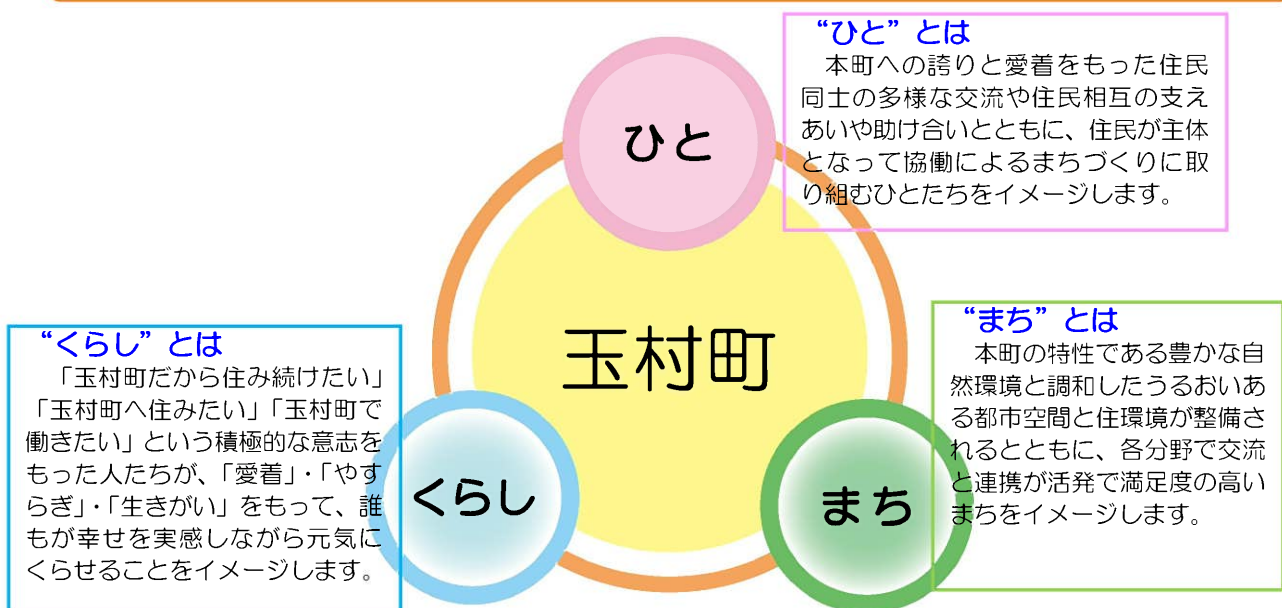 “ひと”とは
　本町への誇りと愛着をもった住民
同士の多様な交流や住民相互の支え
あいや助け合いとともに、住民が主体
となって協働によるまちづくりに取
り組むひとたちをイメージします。
ひと
玉村町
“くらし”とは
　「玉村町だから住み続けたい」
「玉村町へ住みたい」「玉村町で
働きたい」という積極的な意志を
もった人たちが、「愛着」・「やす
らぎ」・「生きがい」をもって、誰
もが幸せを実感しながら元気に
くらせることをイメージします。
くらし
まち
“まち”とは
　本町の特性である豊かな自
然環境と調和したうるおいあ
る都市空間と住環境が整備さ
れるとともに、各分野で交流
と連携が活発で満足度の高い
まちをイメージします。